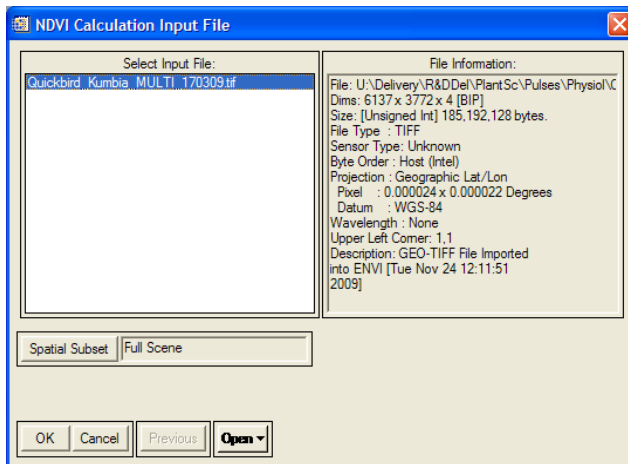 NDVI Calculation Input File
Select Input File:
Quickbird_Kumbia_MULTI_170309.tif
File Information:
File: U:\Delivery\R&DDel\PlantSc\Pulses\Physiol\C
Dims: 6137 x 3772 x 4 [BIP]
Size: [Unsigned Int] 185,192,128 bytes.
File Type : TIFF
Sensor Type: Unknown
Byte Order : Host (Intel)
Projection : Geographic Lat/Lon
Pixel : 0.000024 x 0.000022 Degrees
Datum : WGS-84
Wavelength : None
Upper Left Corner: 1,1
Description: GEO-TIFF File Imported
into ENVI [Tue Nov 24 12:11:51
2009]
Spatial Subset Full Scene
OK Cancel Previous Open